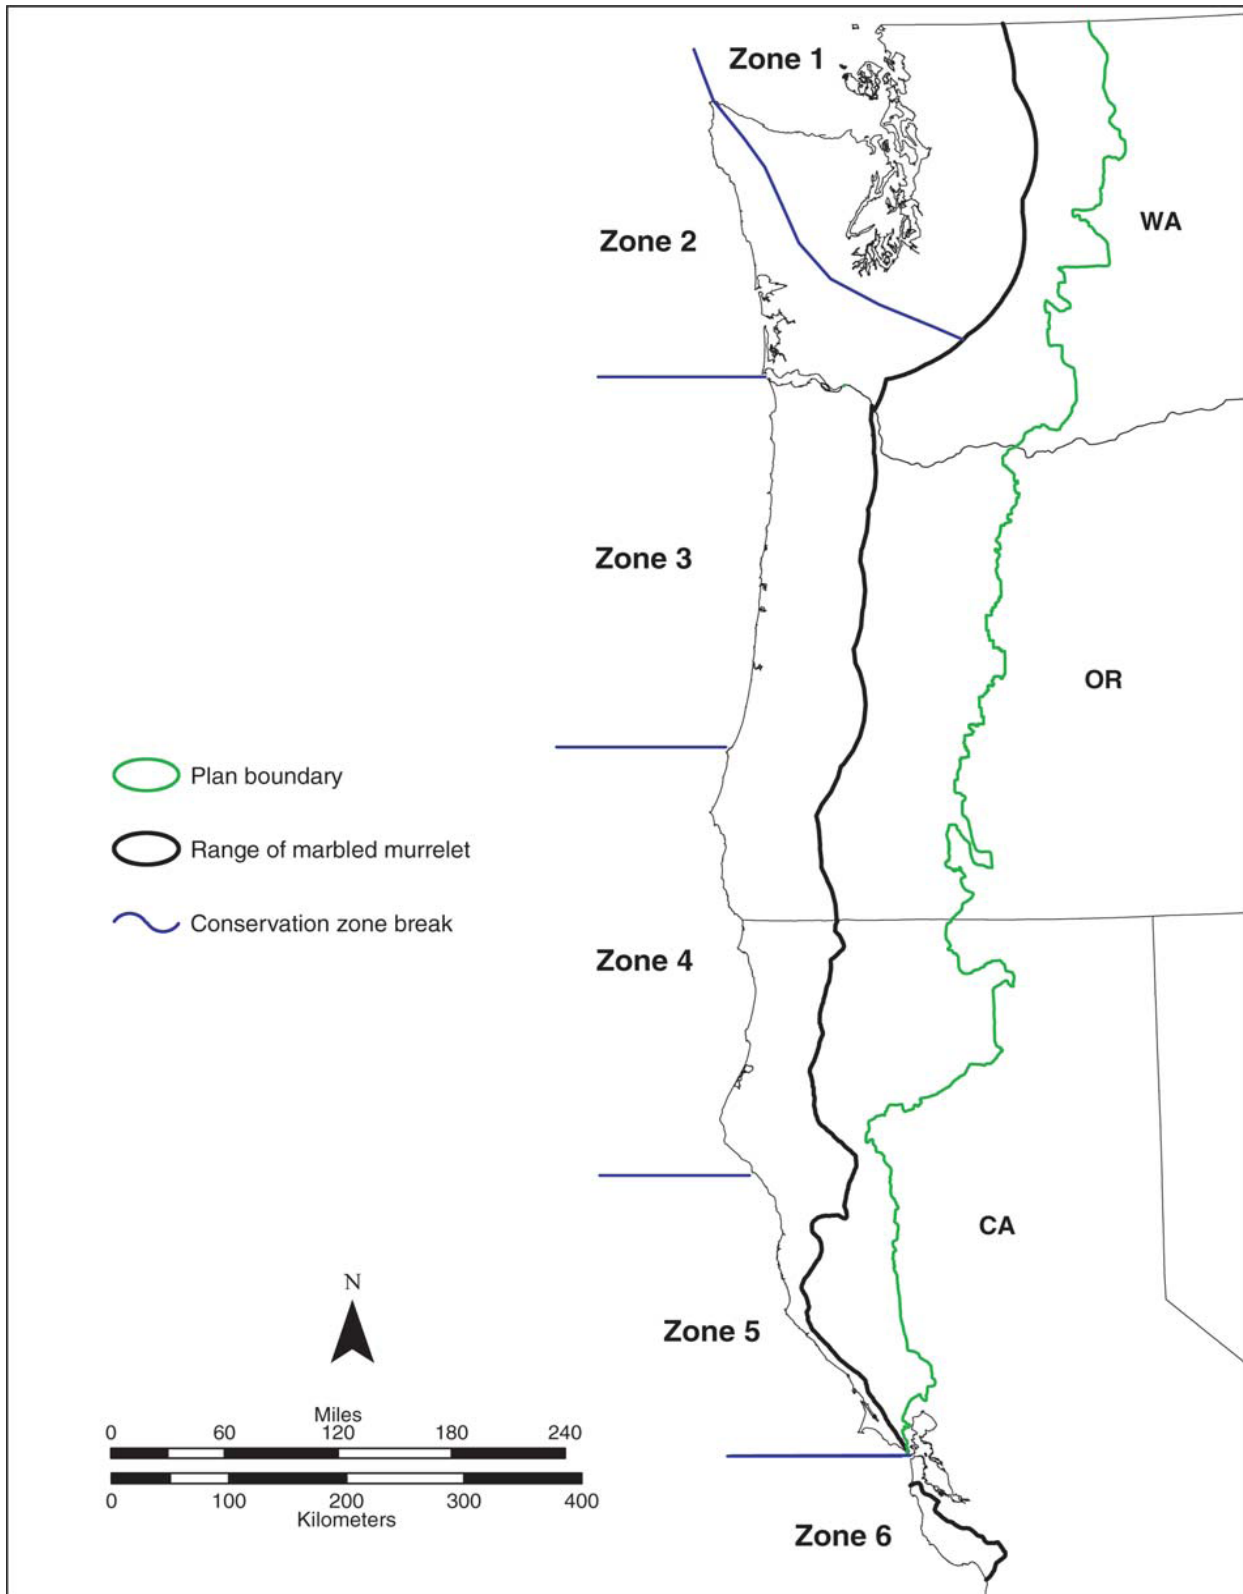 Zone 1
WA
Zone 2
Zone 3
OR
Plan boundary
Range of marbled murrelet
Conservation zone break
Zone 4
CA
N
Zone 5
Miles
0 60 120 180 240
0 100 200 300 400
Kilometers
Zone 6